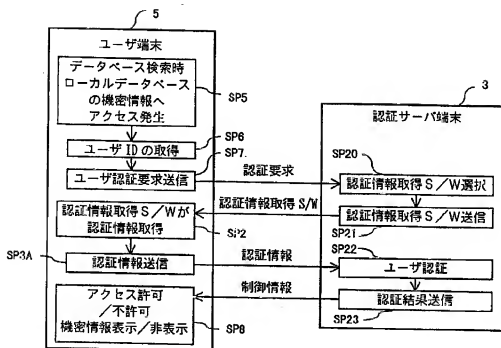 5
ユーザ端末
データベース検索時
ローカルデータベース
の機密情報へ
アクセス発生
SP5
SP6
ユーザIDの取得
SP7.
ユーザ認証要求送信
認証要求
3
認証サーバ端末
SP20
認証情報取得S/W選択
認証情報取得S/W
認証情報取得S/W送信
SP21
認証情報取得S/Wが
認証情報取得
SP2
SP22
SP3A
認証情報送信
認証情報
ユーザ認証
制御情報
アクセス許可
/不許可
機密情報表示/非表示
SP8
認証結果送信
SP23